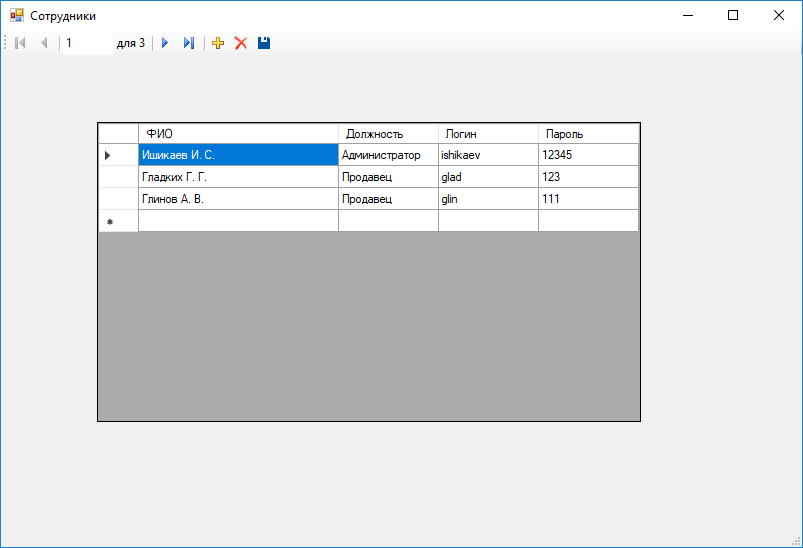 Сотрудники
1 для 3
ФИО Должность Логин Пароль
Ишикаев И. С. Администратор ishikaev 12345
Гладких Г. Г. Продавец glad 123
Глинов А. В. Продавец glin 111